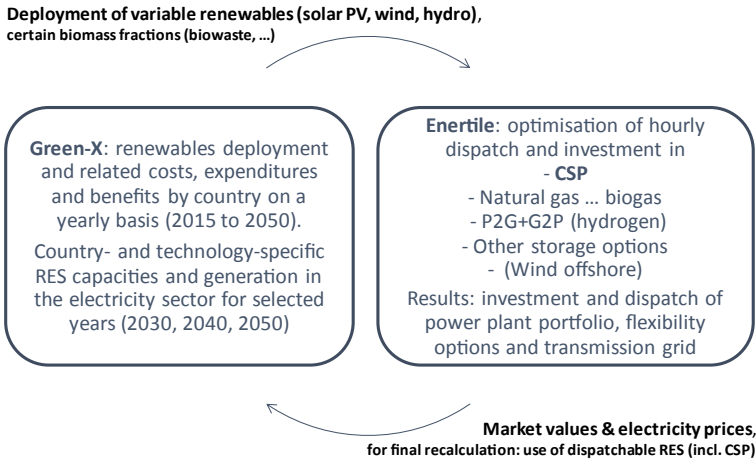 Deployment of variable renewables (solar PV, wind, hydro),
certain biomass fractions (biowaste, ...)
Green-X: renewables deployment
and related costs, expenditures
and benefits by country on a
yearly basis (2015 to 2050).
Country- and technology-specific
RES capacities and generation in
the electricity sector for selected
years (2030, 2040, 2050)
Enertile: optimisation of hourly
dispatch and investment in
- CSP
- Natural gas ... biogas
- P2G+G2P (hydrogen)
- Other storage options
- (Wind offshore)
Results: investment and dispatch of
power plant portfolio, flexibility
options and transmission grid
Market values & electricity prices,
for final recalculation: use of dispatchable RES (incl. CSP)